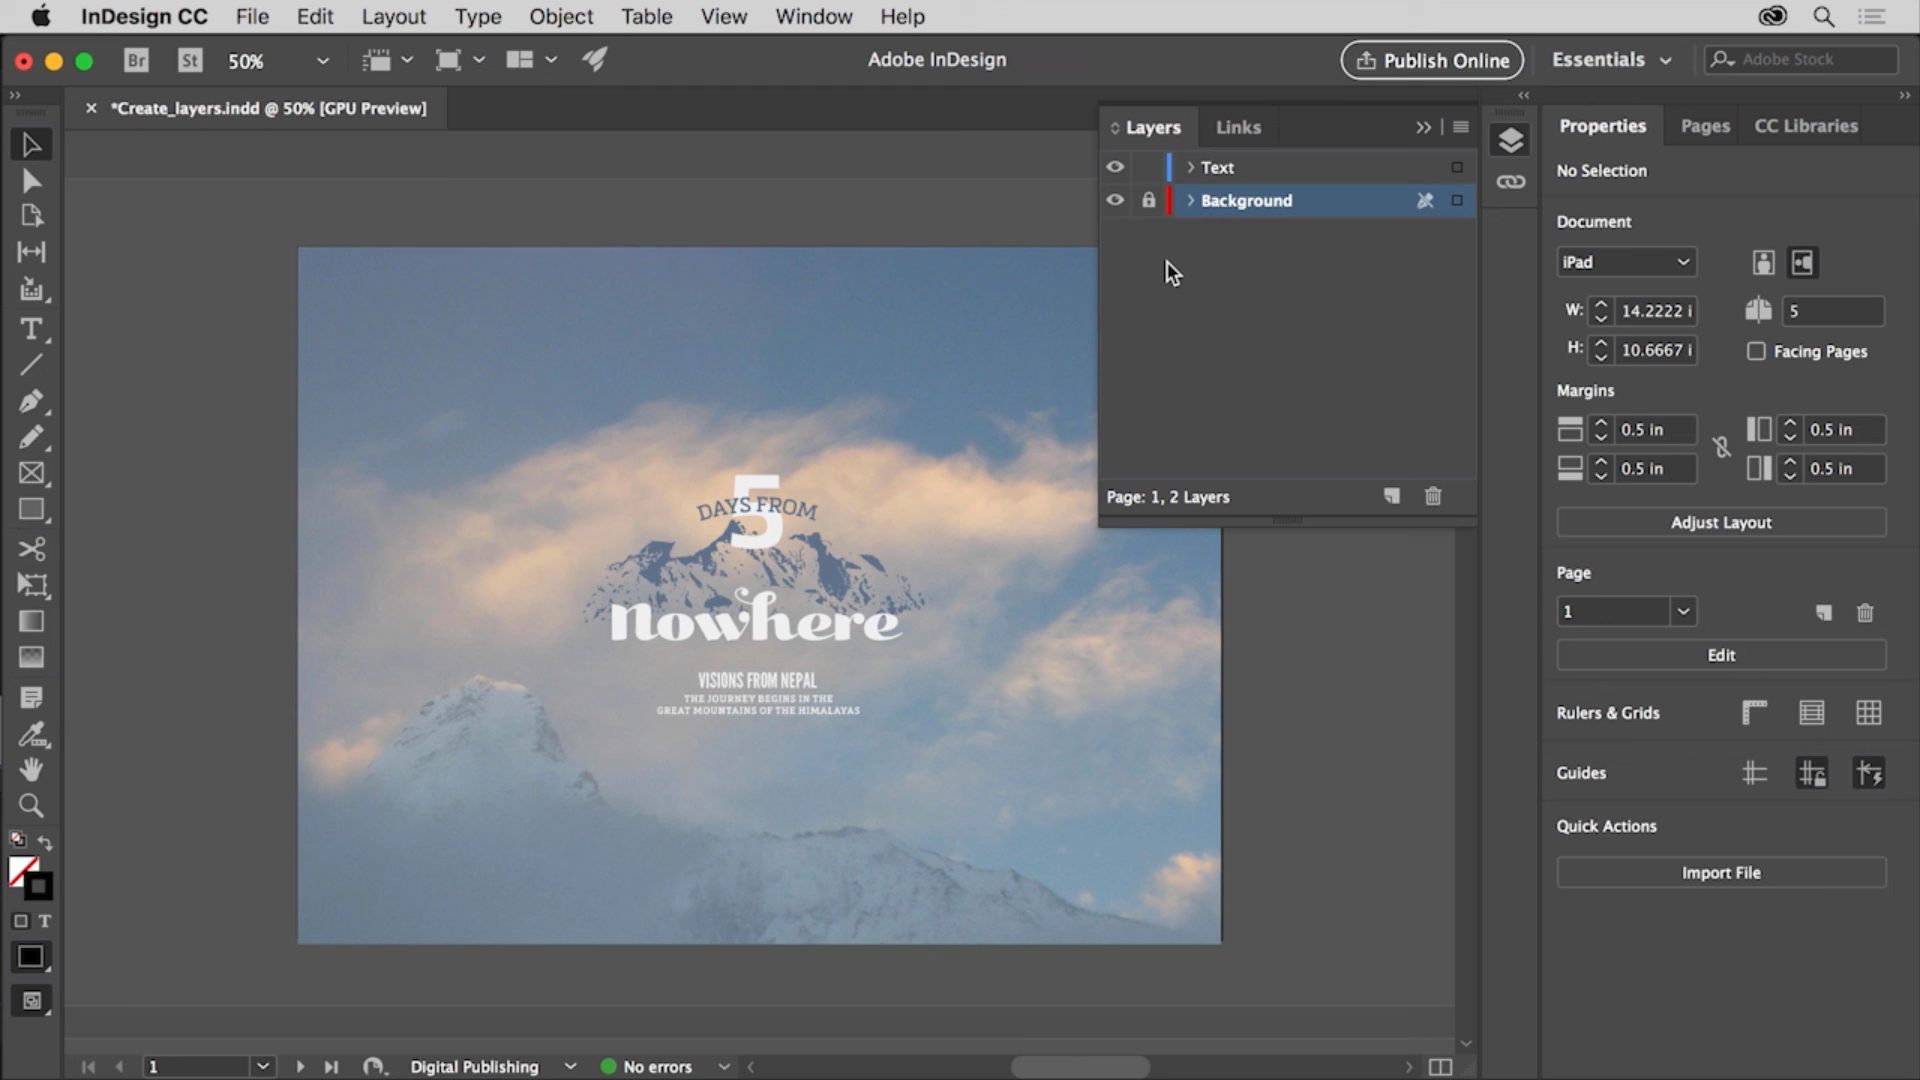 InDesign CC File Edit Layout Type Object Table View Window Help
Br St 50% Adobe InDesign Publish Online Essentials Adobe Stock
*Create_layers.indd @ 50% [GPU Preview]
Layers Links
Text
Background
Page: 1, 2 Layers
Properties Pages CC Libraries
No Selection
Document
iPad
W: 14.2222 i 5
H: 10.6667 i Facing Pages
Margins
0.5 in 0.5 in
0.5 in 0.5 in
Adjust Layout
Page
1
Edit
Rulers & Grids
Guides
Quick Actions
Import File
5
DAYS FROM
Nowhere
VISIONS FROM NEPAL
THE JOURNEY BEGINS IN THE
GREAT MOUNTAINS OF THE HIMALAYAS
1 Digital Publishing No errors